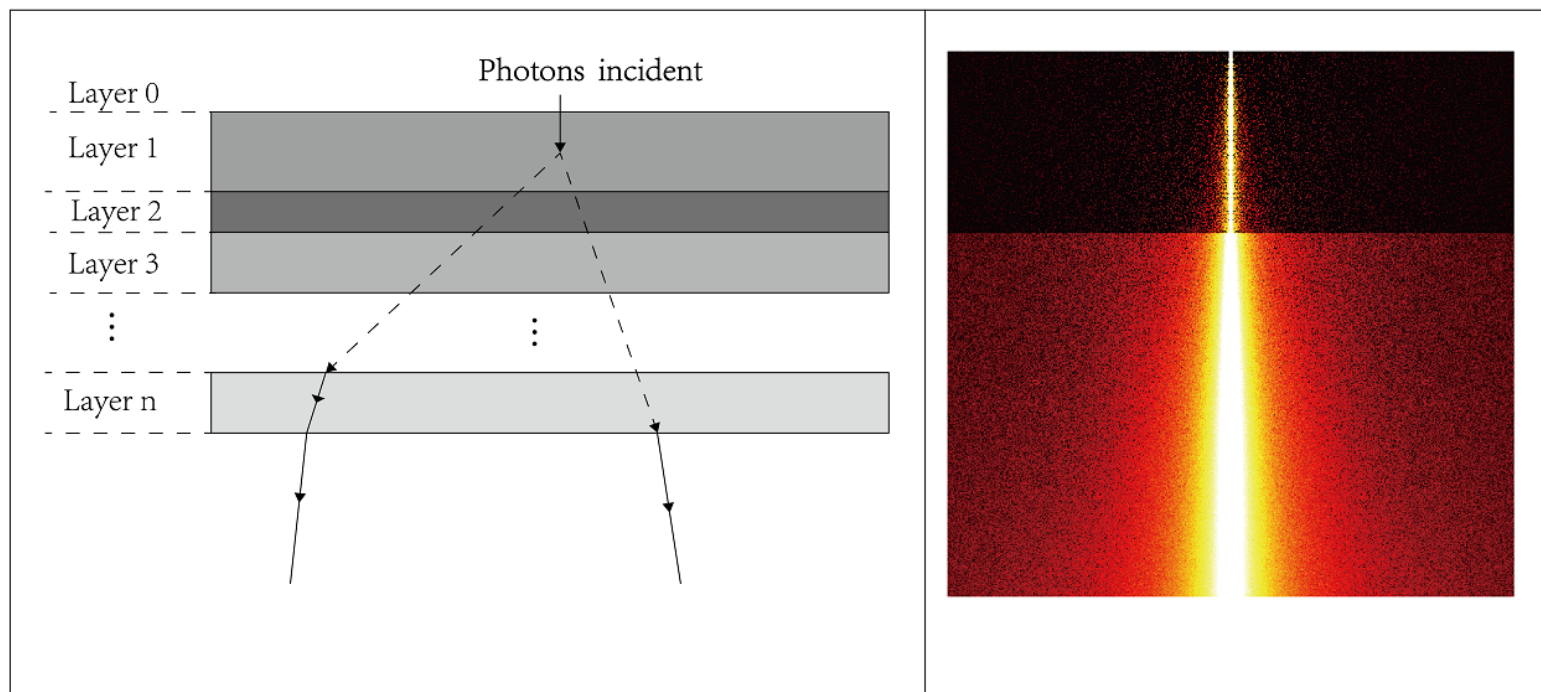 Photons incident
Layer 0
Layer 1
Layer 2
Layer 3
⋮ ⋮
Layer n